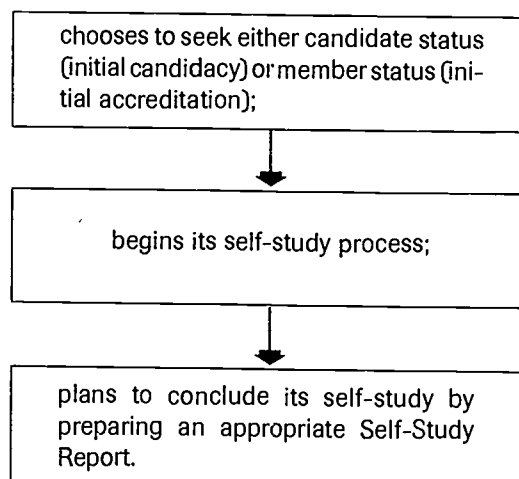 chooses to seek either candidate status
(initial candidacy) or member status (ini-
tial accreditation);
begins its self-study process;
plans to conclude its self-study by
preparing an appropriate Self-Study
Report.